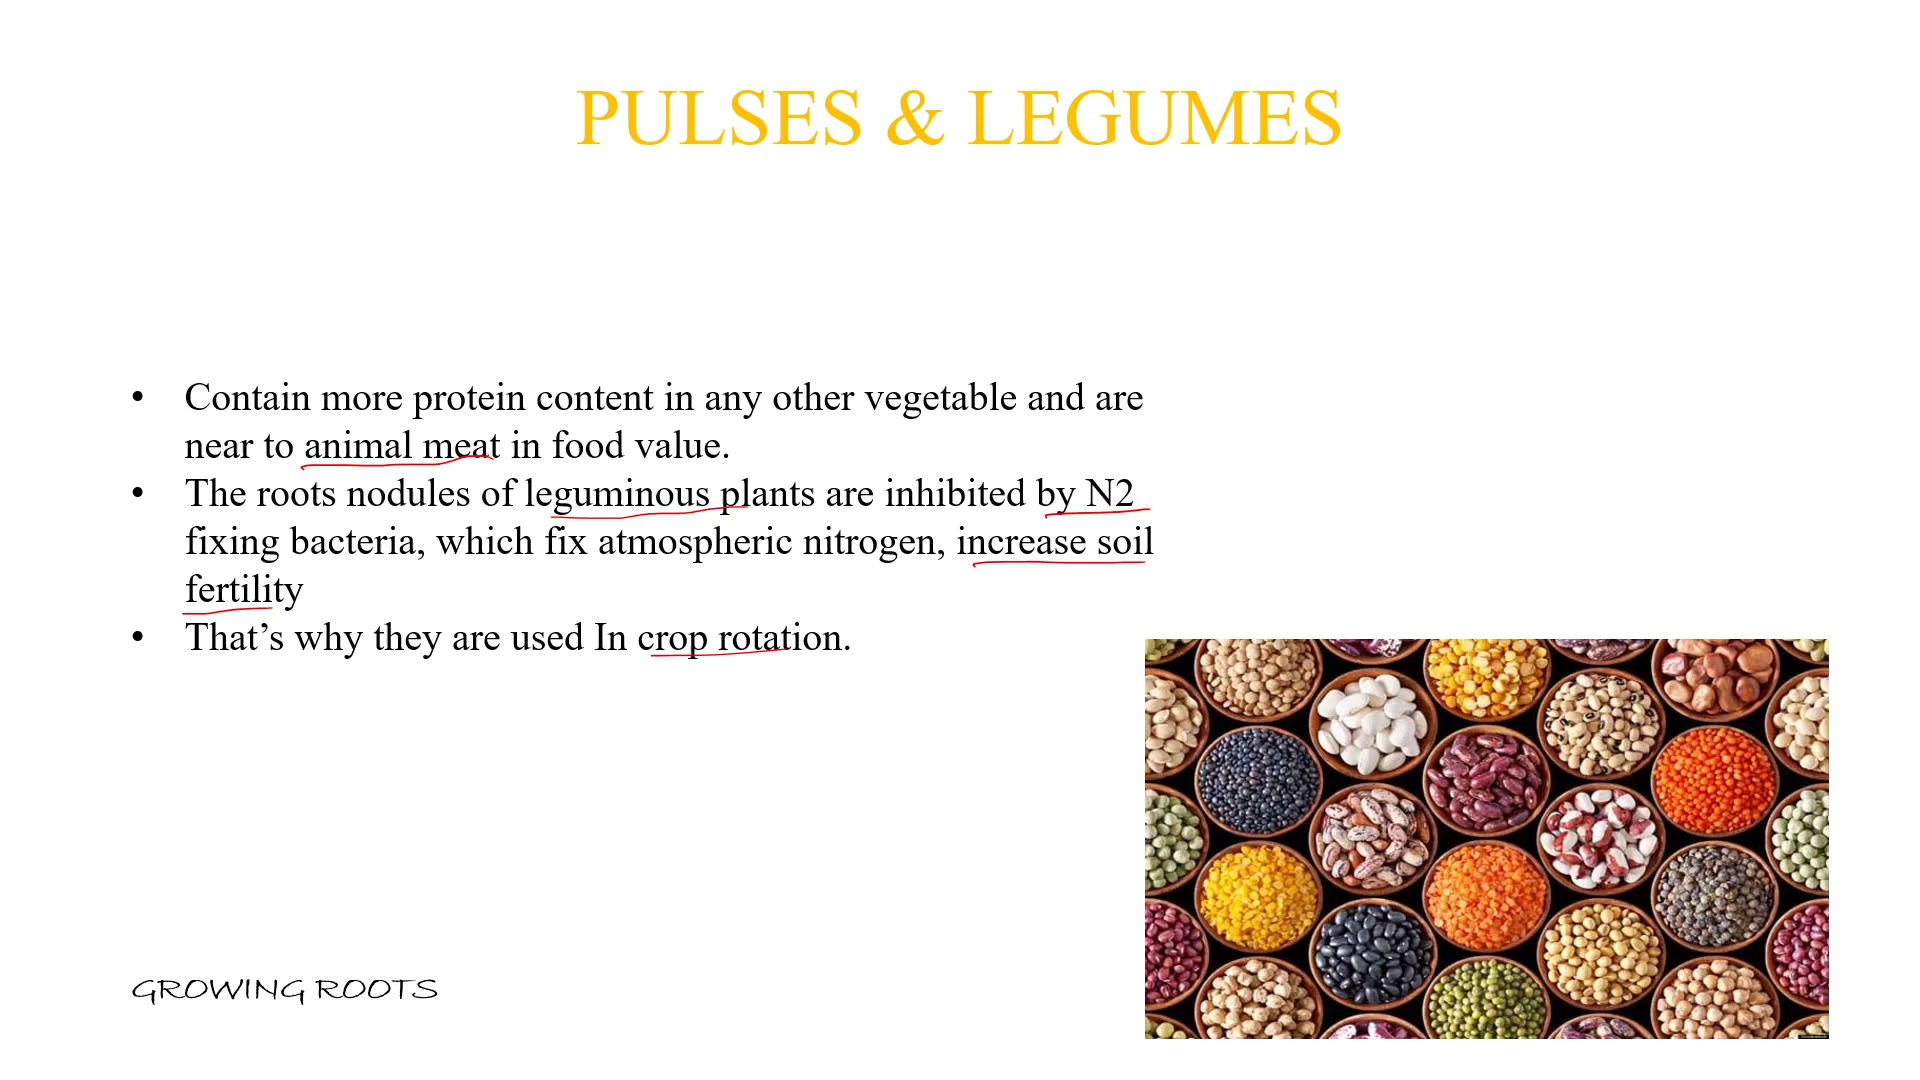 PULSES & LEGUMES
• Contain more protein content in any other vegetable and are
near to animal meat in food value.
• The roots nodules of leguminous plants are inhibited by N2
fixing bacteria, which fix atmospheric nitrogen, increase soil
fertility
• That’s why they are used In crop rotation.
GROWING ROOTS